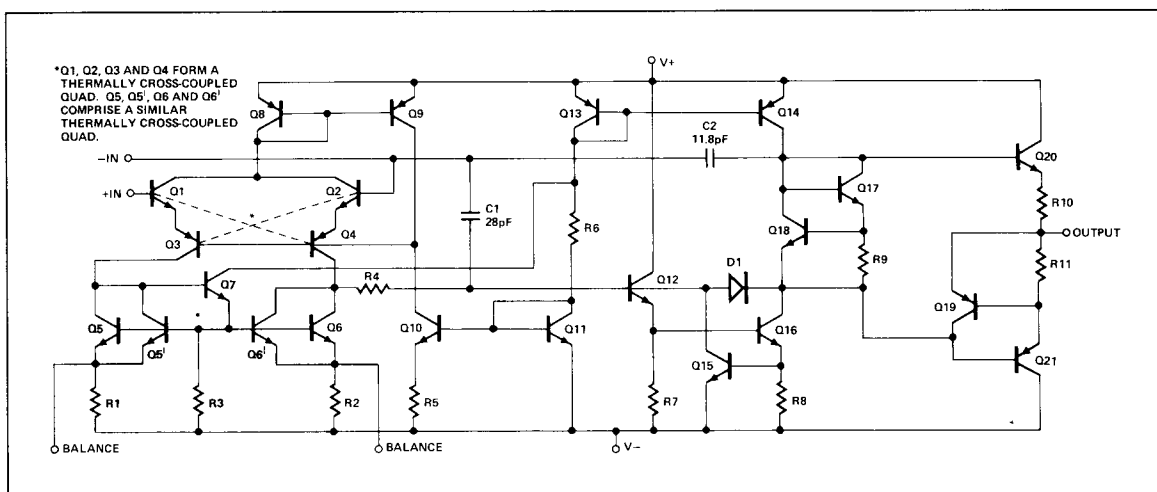 *Q1, Q2, Q3 AND Q4 FORM A
THERMALLY CROSS-COUPLED
QUAD. Q5, Q5', Q6 AND Q6'
COMPRISE A SIMILAR
THERMALLY CROSS-COUPLED
QUAD.
V+
Q8
Q9
Q13
Q14
C2
11.8pF
-IN
+IN
Q1
Q2
*
Q3
Q4
C1
28pF
R6
Q17
Q18
Q20
R10
OUTPUT
R9
R11
Q7
R4
Q12
D1
Q19
Q5
Q5'
Q6'
Q6
Q10
Q11
Q16
Q15
Q21
R1
R3
R2
R5
R7
R8
BALANCE
BALANCE
V-